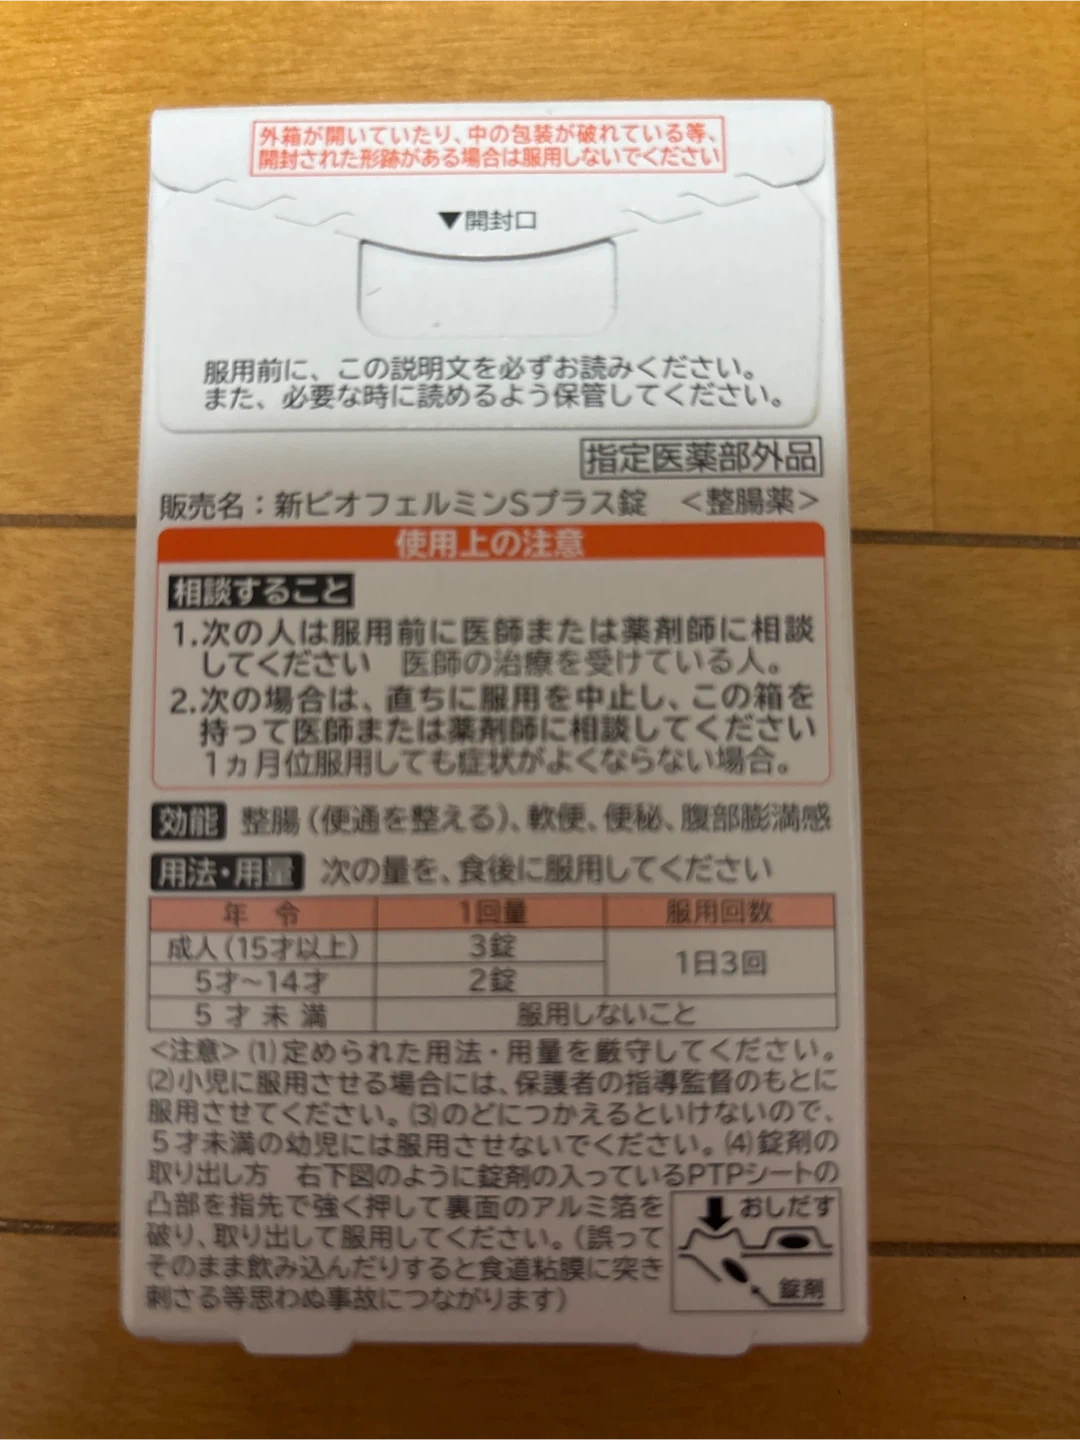 外箱が開いていたり、中の包装が破れている等、
開封された形跡がある場合は服用しないでください
▼開封口
服用前に、この説明文を必ずお読みください。
また、必要な時に読めるよう保管してください。
指定医薬部外品
販売名：新ビオフェルミンSプラス錠 ＜整腸薬＞
使用上の注意
相談すること
1.次の人は服用前に医師または薬剤師に相談
してください 医師の治療を受けている人。
2.次の場合は、直ちに服用を中止し、この箱を
持って医師または薬剤師に相談してください
1ヵ月位服用しても症状がよくならない場合。
効能 整腸（便通を整える）、軟便、便秘、腹部膨満感
用法・用量 次の量を、食後に服用してください
年令 1回量 服用回数
成人（15才以上） 3錠 1日3回
5才〜14才 2錠
5才未満 服用しないこと
＜注意＞(1)定められた用法・用量を厳守してください。
(2)小児に服用させる場合には、保護者の指導監督のもとに
服用させてください。(3)のどにつかえるといけないので、
5才未満の幼児には服用させないでください。(4)錠剤の
取り出し方 右下図のように錠剤の入っているPTPシートの
凸部を指先で強く押して裏面のアルミ箔を
破り、取り出して服用してください。（誤って
そのまま飲み込んだりすると食道粘膜に突き
刺さる等思わぬ事故につながります）
おしだす
錠剤